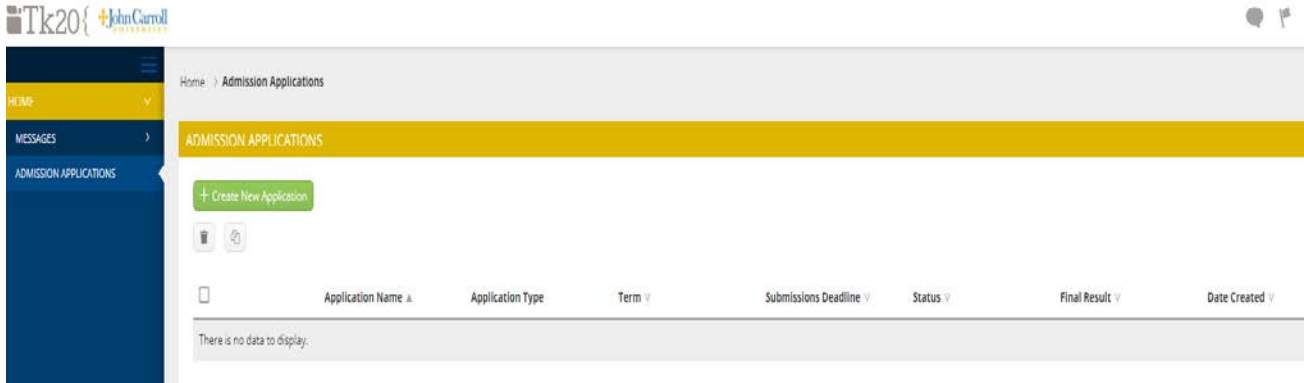 Tk20{ John Carroll
UNIVERSITY
Home > Admission Applications
HOME
MESSAGES
ADMISSION APPLICATIONS
ADMISSION APPLICATIONS
+ Create New Application
Application Name Application Type Term Submissions Deadline Status Final Result Date Created
There is no data to display.